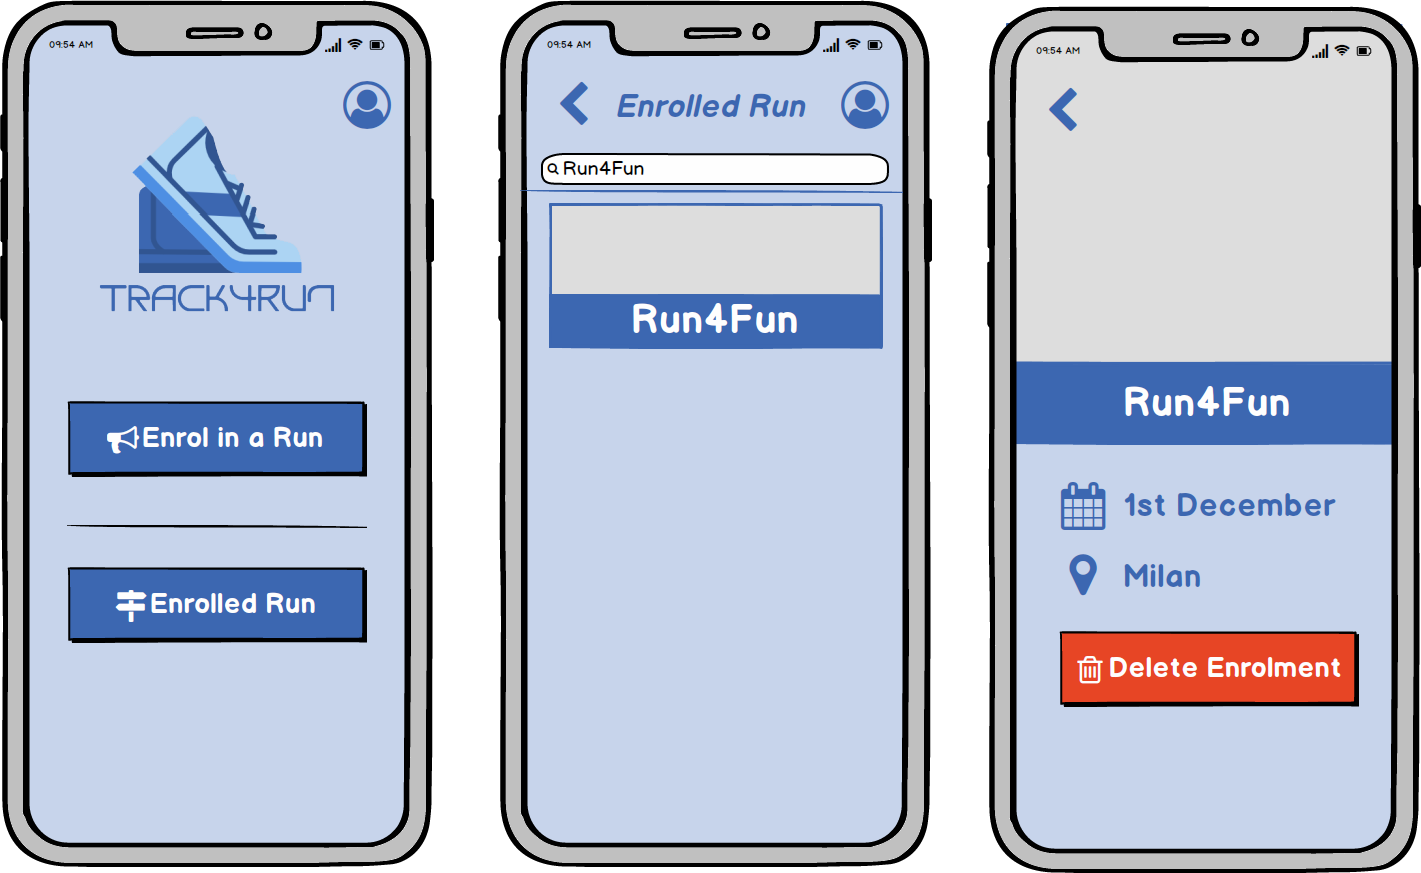 09:54 AM
TRACK4RUN
Enrol in a Run
Enrolled Run
09:54 AM
Enrolled Run
Run4Fun
Run4Fun
09:54 AM
Run4Fun
1st December
Milan
Delete Enrolment